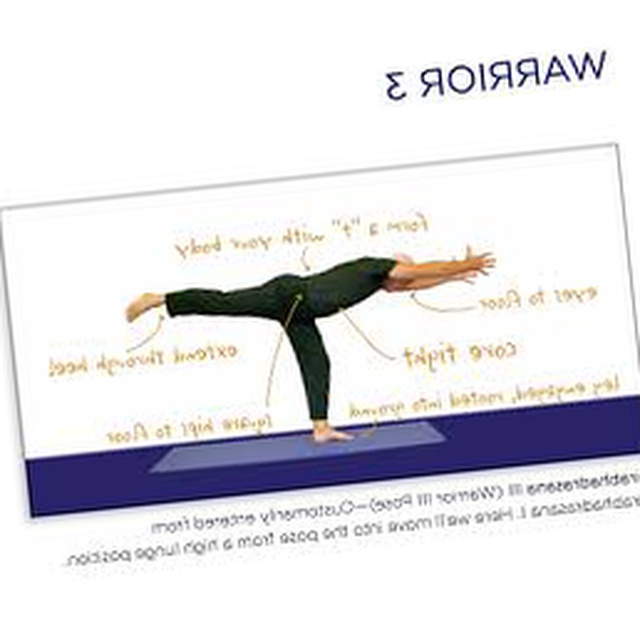 WARRIOR 3
form a "t" with your body
eyes to floor
extend through heel
core tight
square hips to floor
leg engaged, rooted into ground
III (Warrior III Pose)—Customarily entered from
I. Here we'll move into the pose from a high lunge position.